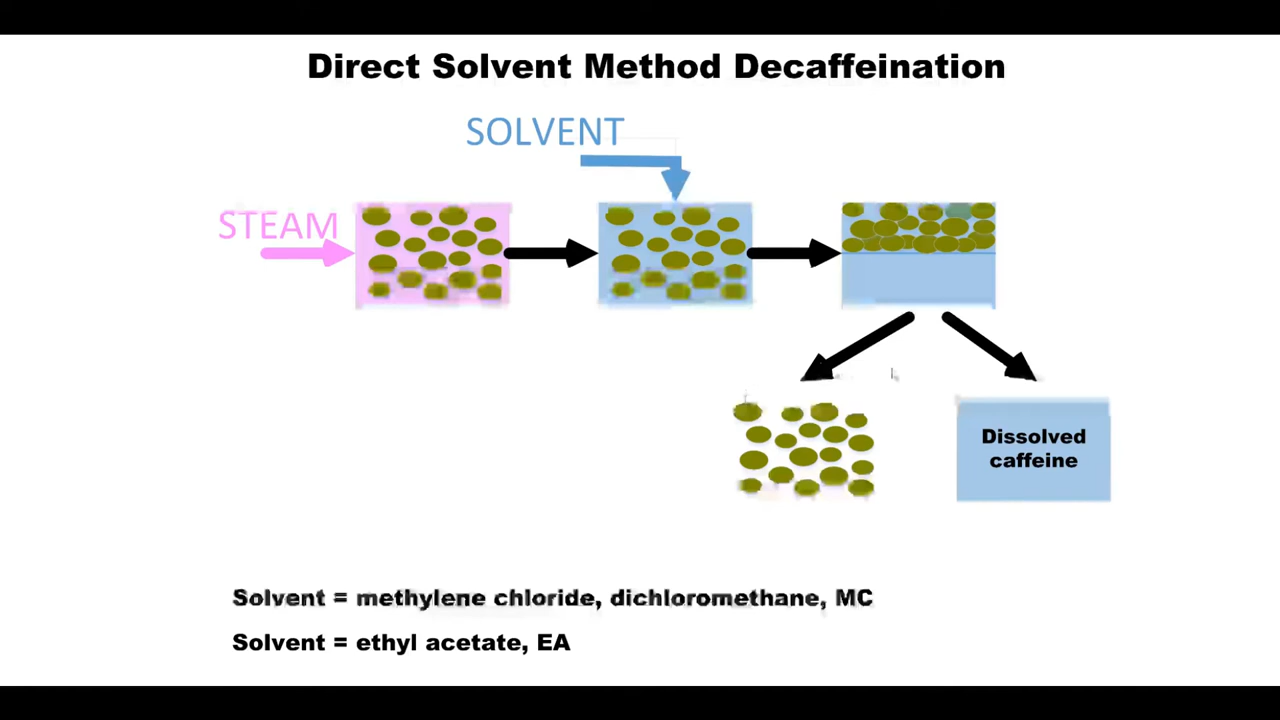 Direct Solvent Method Decaffeination
SOLVENT
STEAM
Dissolved
caffeine
Solvent = methylene chloride, dichloromethane, MC
Solvent = ethyl acetate, EA